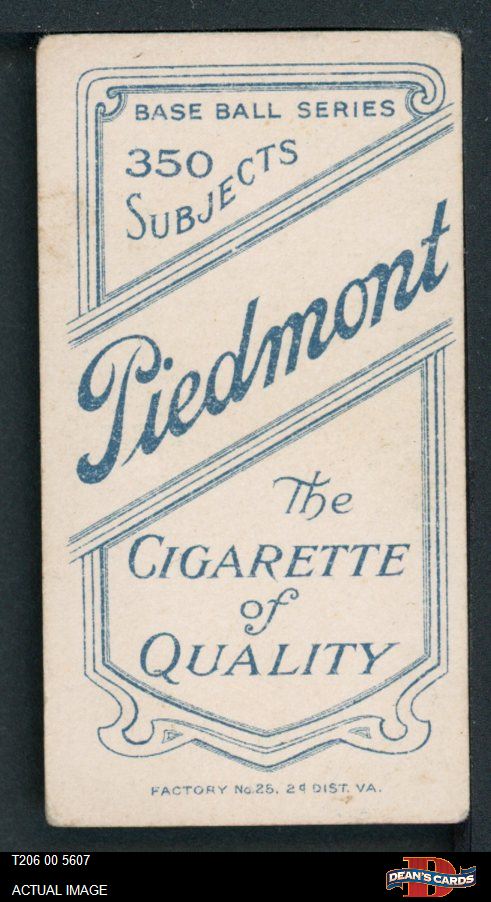 BASE BALL SERIES
350
SUBJECTS
Piedmont
The
CIGARETTE
of
QUALITY
FACTORY No.25. 2¢ DIST. VA.
T206 00 5607
ACTUAL IMAGE
D
DEAN'S CARDS